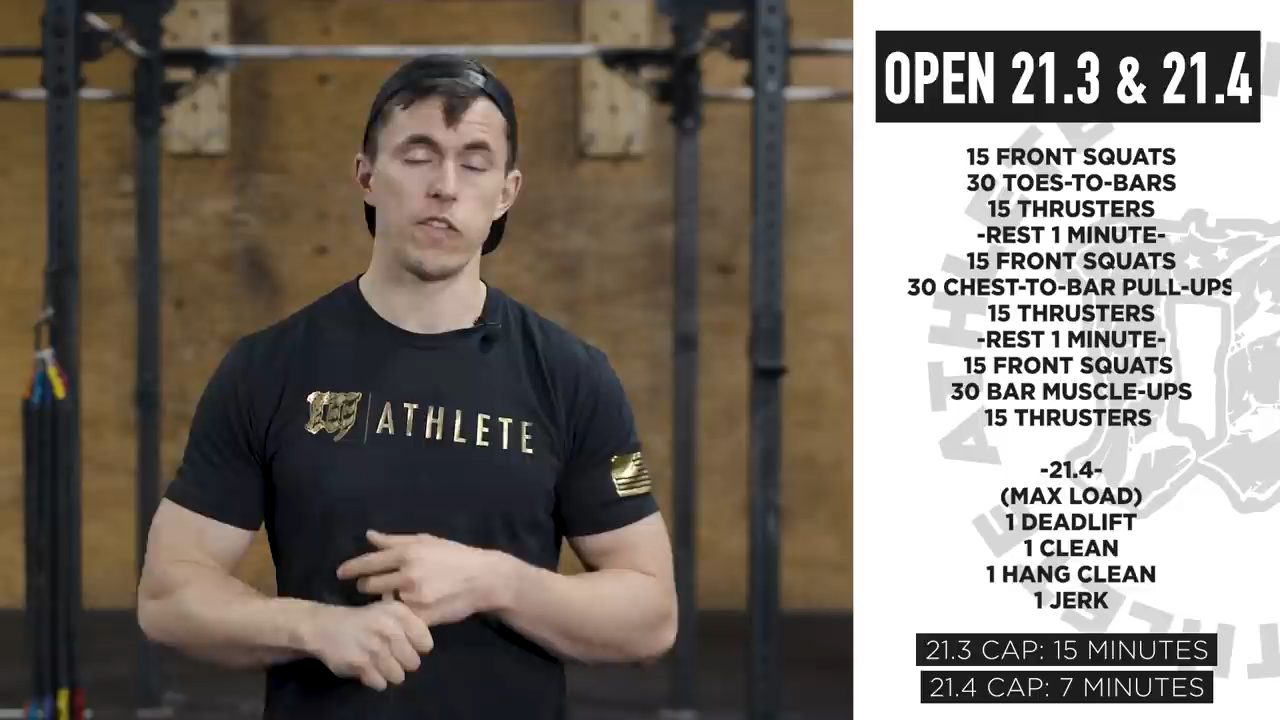 OPEN 21.3 & 21.4
15 FRONT SQUATS
30 TOES-TO-BARS
15 THRUSTERS
-REST 1 MINUTE-
15 FRONT SQUATS
30 CHEST-TO-BAR PULL-UPS
15 THRUSTERS
-REST 1 MINUTE-
15 FRONT SQUATS
30 BAR MUSCLE-UPS
15 THRUSTERS
-21.4-
(MAX LOAD)
1 DEADLIFT
1 CLEAN
1 HANG CLEAN
1 JERK
21.3 CAP: 15 MINUTES
21.4 CAP: 7 MINUTES
ATHLETE